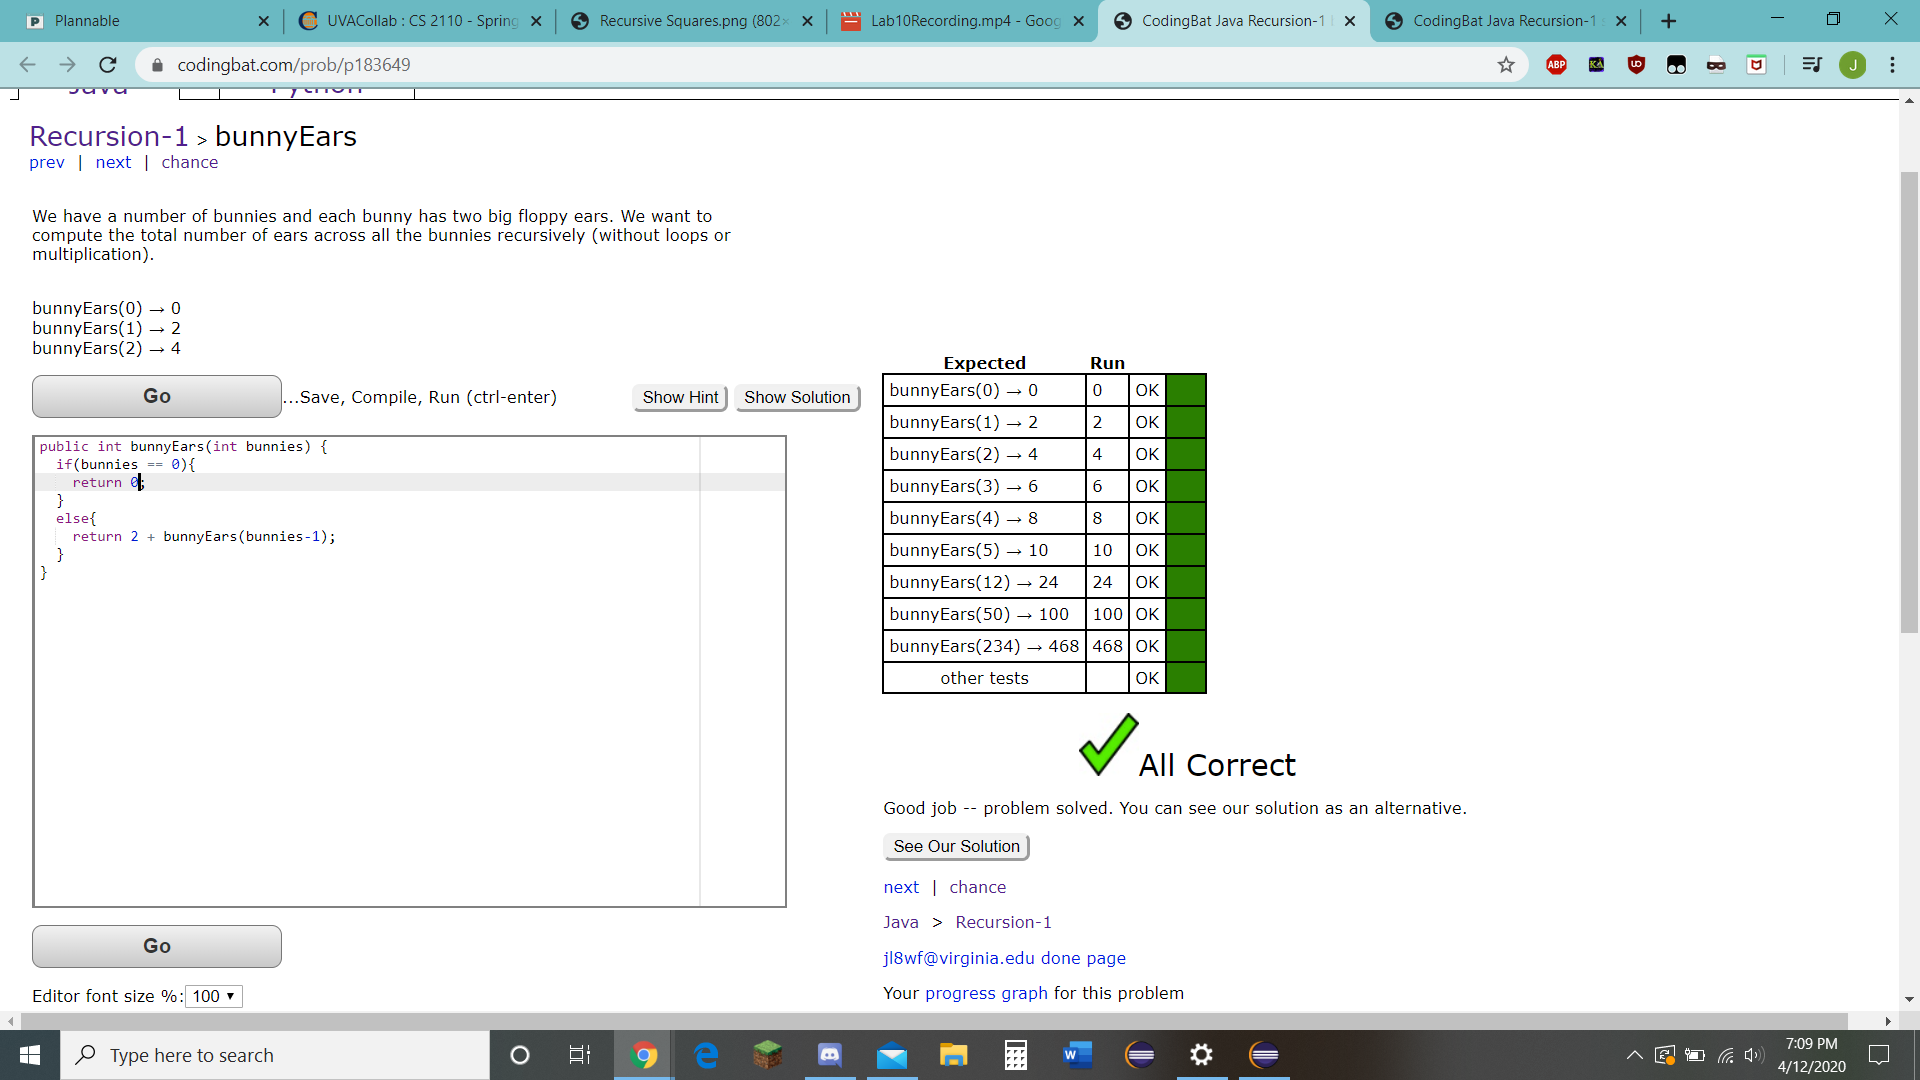 Plannable
UVACollab : CS 2110 - Spring
Recursive Squares.png (802×
Lab10Recording.mp4 - Goog
CodingBat Java Recursion-1
CodingBat Java Recursion-1
codingbat.com/prob/p183649
ABP
KA
J
Java
Python
Recursion-1 > bunnyEars
prev | next | chance
We have a number of bunnies and each bunny has two big floppy ears. We want to
compute the total number of ears across all the bunnies recursively (without loops or
multiplication).
bunnyEars(0) → 0
bunnyEars(1) → 2
bunnyEars(2) → 4
Go
...Save, Compile, Run (ctrl-enter)
Show Hint
Show Solution
public int bunnyEars(int bunnies) {
if(bunnies == 0){
return 0;
}
else{
return 2 + bunnyEars(bunnies-1);
}
}
Go
Editor font size %: 100 ▾
Expected Run
bunnyEars(0) → 0 0 OK
bunnyEars(1) → 2 2 OK
bunnyEars(2) → 4 4 OK
bunnyEars(3) → 6 6 OK
bunnyEars(4) → 8 8 OK
bunnyEars(5) → 10 10 OK
bunnyEars(12) → 24 24 OK
bunnyEars(50) → 100 100 OK
bunnyEars(234) → 468 468 OK
other tests OK
All Correct
Good job -- problem solved. You can see our solution as an alternative.
See Our Solution
next | chance
Java > Recursion-1
jl8wf@virginia.edu done page
Your progress graph for this problem
Type here to search
7:09 PM
4/12/2020